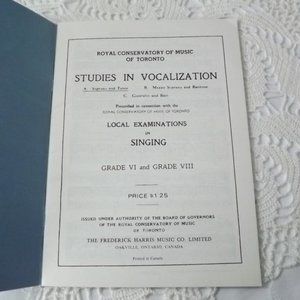 ROYAL CONSERVATORY OF MUSIC
OF TORONTO
STUDIES IN VOCALIZATION
A. Soprano and Tenor B. Mezzo Soprano and Baritone
C. Contralto and Bass
Prescribed in connection with the
ROYAL CONSERVATORY OF MUSIC OF TORONTO
LOCAL EXAMINATIONS
IN
SINGING
GRADE VI and GRADE VIII
PRICE $1.25
ISSUED UNDER AUTHORITY OF THE BOARD OF GOVERNORS
OF THE ROYAL CONSERVATORY OF MUSIC
OF TORONTO
THE FREDERICK HARRIS MUSIC CO. LIMITED
OAKVILLE, ONTARIO, CANADA
Printed in Canada